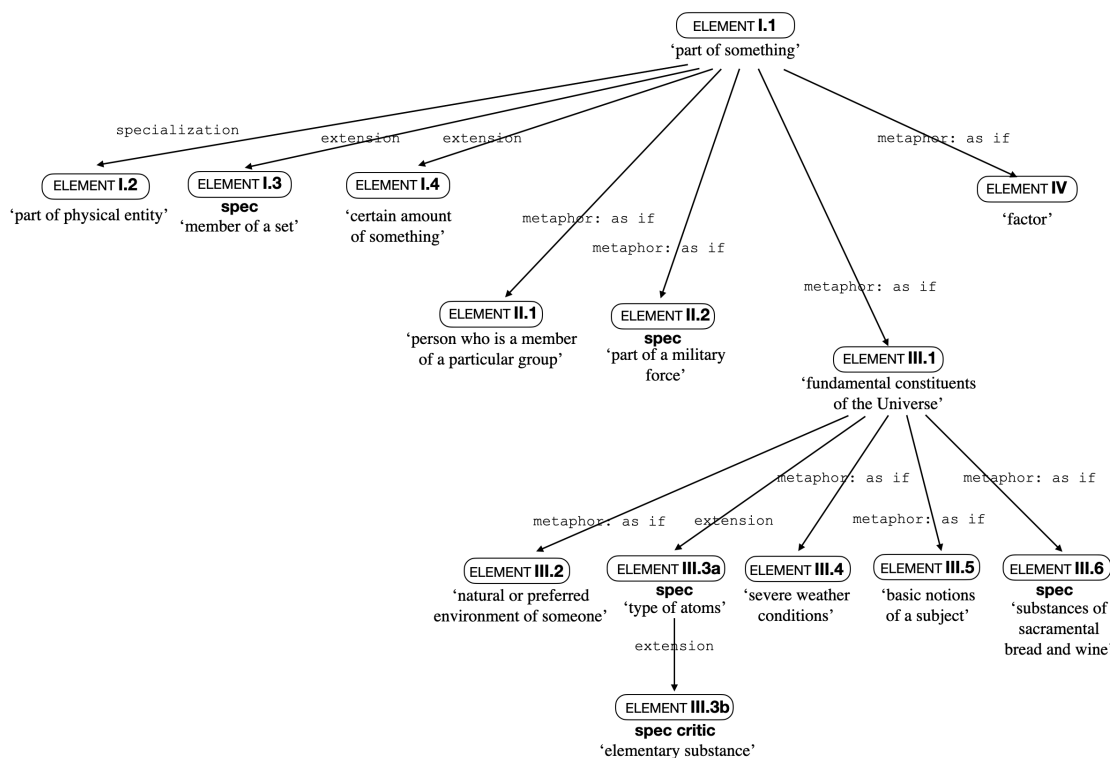 ELEMENT I.1
‘part of something’
specialization
extension
extension
metaphor: as if
ELEMENT I.2
‘part of physical entity’
ELEMENT I.3
spec
‘member of a set’
ELEMENT I.4
‘certain amount
of something’
ELEMENT IV
‘factor’
metaphor: as if
metaphor: as if
metaphor: as if
ELEMENT II.1
‘person who is a member
of a particular group’
ELEMENT II.2
spec
‘part of a military
force’
ELEMENT III.1
‘fundamental constituents
of the Universe’
metaphor: as if
metaphor: as if
metaphor: as if
extension
metaphor: as if
ELEMENT III.2
‘natural or preferred
environment of someone’
ELEMENT III.3a
spec
‘type of atoms’
ELEMENT III.4
‘severe weather
conditions’
ELEMENT III.5
‘basic notions
of a subject’
ELEMENT III.6
spec
‘substances of
sacramental
bread and wine’
extension
ELEMENT III.3b
spec critic
‘elementary substance’